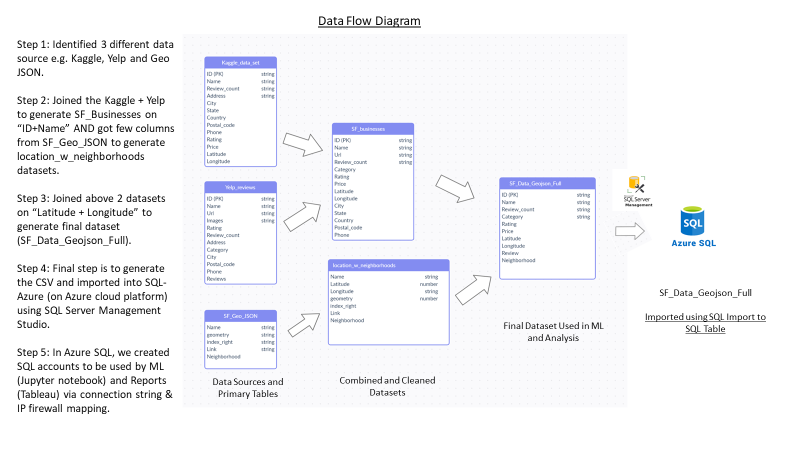 Data Flow Diagram
Step 1: Identified 3 different data
source e.g. Kaggle, Yelp and Geo
JSON.
Step 2: Joined the Kaggle + Yelp
to generate SF_Businesses on
“ID+Name” AND got few columns
from SF_Geo_JSON to generate
location_w_neighborhoods
datasets.
Step 3: Joined above 2 datasets
on “Latitude + Longitude” to
generate final dataset
(SF_Data_Geojson_Full).
Step 4: Final step is to generate
the CSV and imported into SQL-
Azure (on Azure cloud platform)
using SQL Server Management
Studio.
Step 5: In Azure SQL, we created
SQL accounts to be used by ML
(Jupyter notebook) and Reports
(Tableau) via connection string &
IP firewall mapping.
Kaggle_data_set
ID (PK) string
Name string
Review_count string
Address string
City
State
Country
Postal_code
Phone
Rating
Price
Latitude
Longitude
Yelp_reviews
ID (PK) string
Name string
Url string
Images string
Rating
Review_count
Address
Category
City
Postal_code
Phone
Reviews
SF_Geo_JSON
Name string
geometry string
index_right string
Link string
Neighborhood
Data Sources and
Primary Tables
SF_businesses
ID (PK) string
Name string
Url string
Review_count string
Category
Rating
Price
Latitude
Longitude
City
State
Country
Postal_code
Phone
location_w_neighborhoods
Name string
Latitude number
Longitude string
geometry number
index_right
Link
Neighborhood
Combined and Cleaned
Datasets
SF_Data_Geojson_Full
ID (PK) string
Name string
Review_count string
Category string
Rating
Price
Latitude
Longitude
Review
Neighborhood
Final Dataset Used in ML
and Analysis
SQLServer
Management
SQL
Azure SQL
SF_Data_Geojson_Full
Imported using SQL Import to
SQL Table